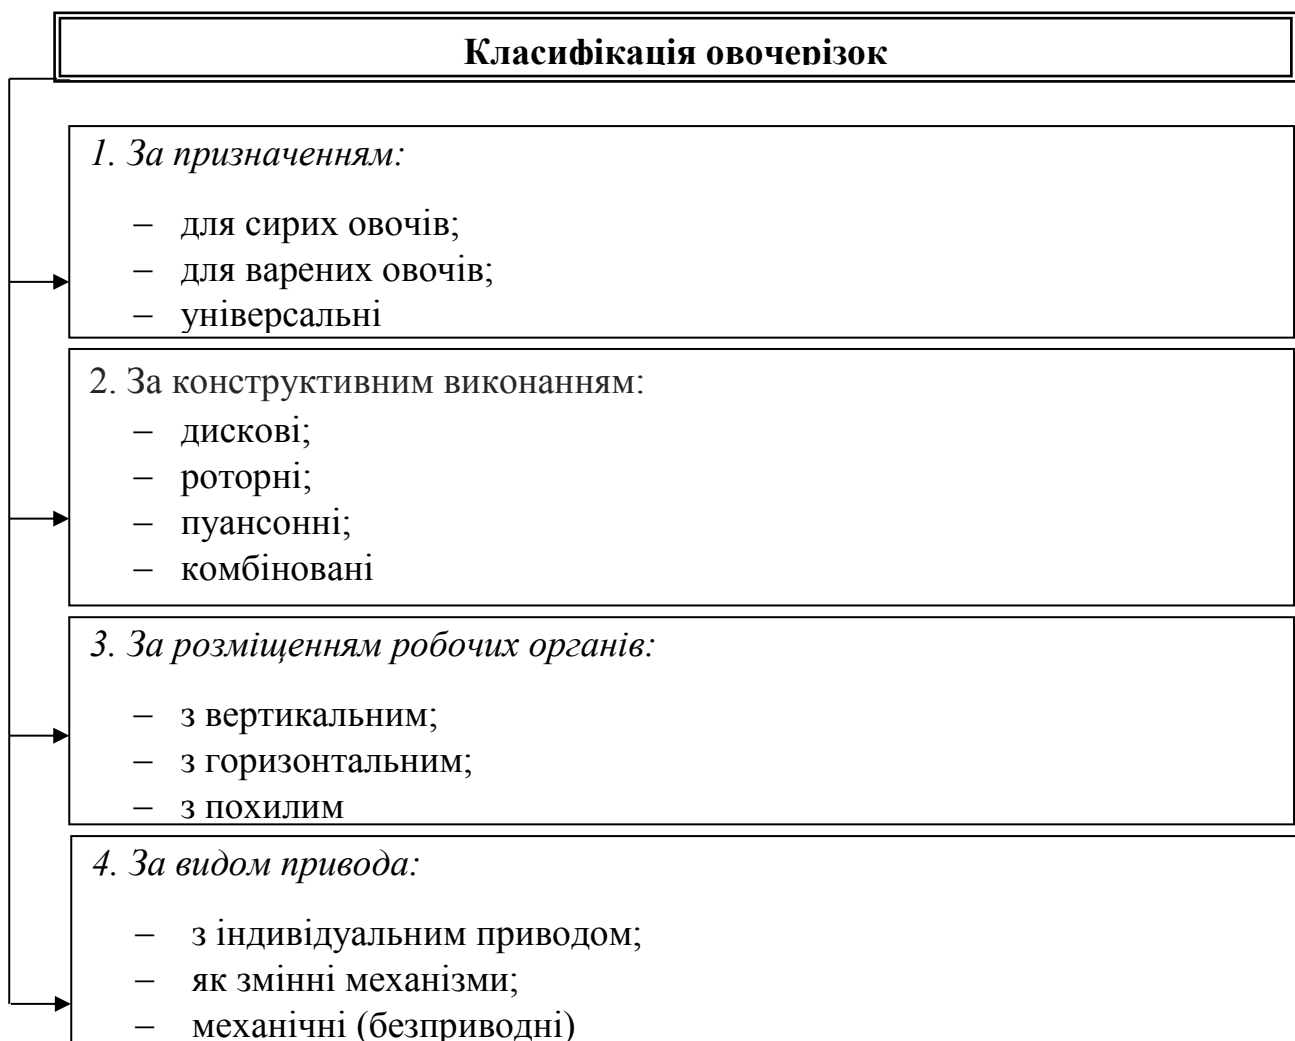 Класифікація овочерізок
1. За призначенням:
– для сирих овочів;
– для варених овочів;
– універсальні
2. За конструктивним виконанням:
– дискові;
– роторні;
– пуансонні;
– комбіновані
3. За розміщенням робочих органів:
– з вертикальним;
– з горизонтальним;
– з похилим
4. За видом привода:
– з індивідуальним приводом;
– як змінні механізми;
– механічні (безприводні)